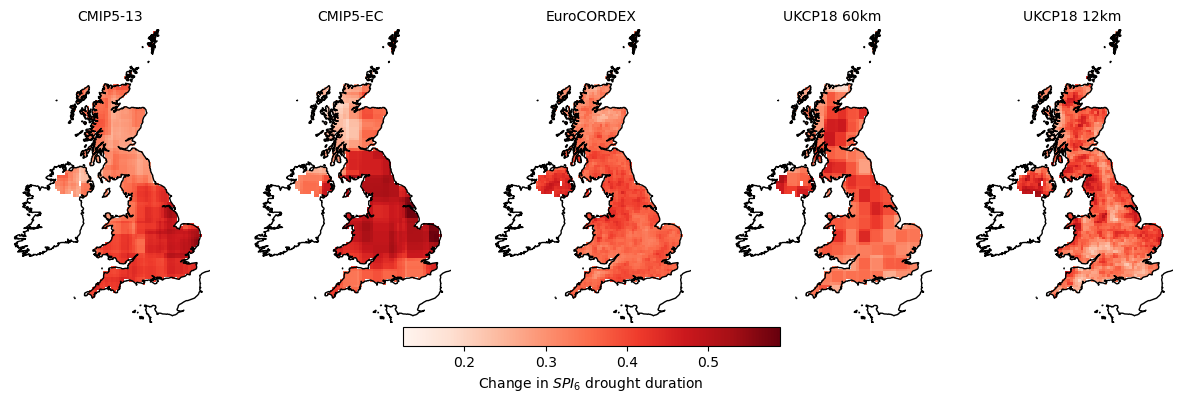 CMIP5-13 CMIP5-EC EuroCORDEX UKCP18 60km UKCP18 12km
0.2 0.3 0.4 0.5
Change in SPI₆ drought duration